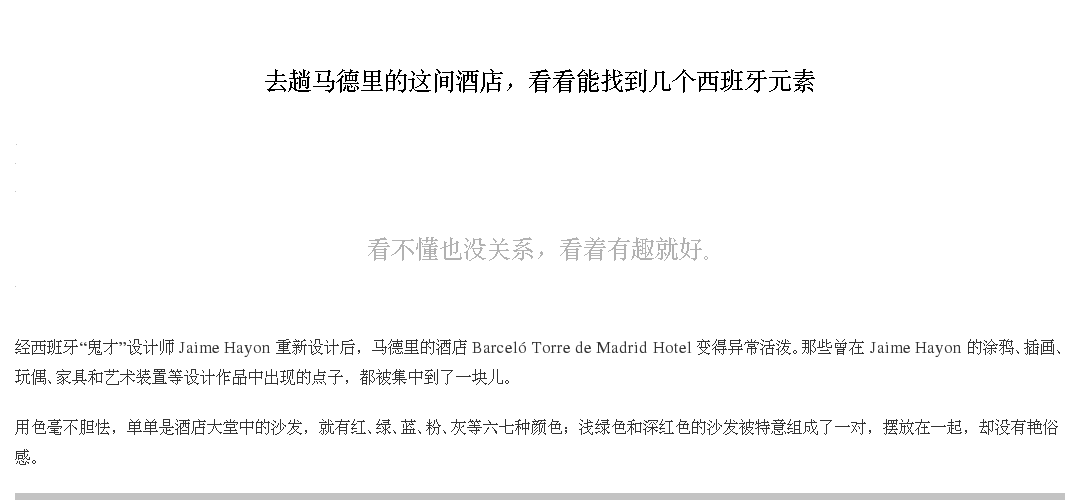 去趟马德里的这间酒店，看看能找到几个西班牙元素
看不懂也没关系，看着有趣就好。
经西班牙“鬼才”设计师 Jaime Hayon 重新设计后，马德里的酒店 Barceló Torre de Madrid Hotel 变得异常活泼。那些曾在 Jaime Hayon 的涂鸦、插画、
玩偶、家具和艺术装置等设计作品中出现的点子，都被集中到了一块儿。
用色毫不胆怯，单单是酒店大堂中的沙发，就有红、绿、蓝、粉、灰等六七种颜色；浅绿色和深红色的沙发被特意组成了一对，摆放在一起，却没有艳俗
感。